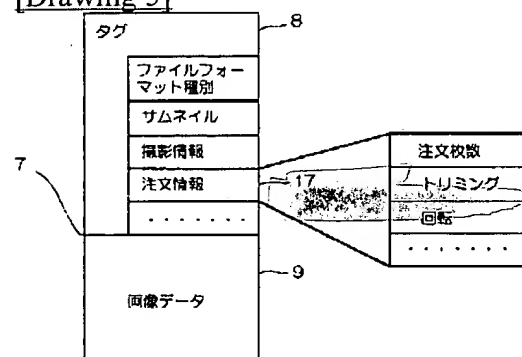 [Drawing 3]
タグ
8
ファイルフォー
マット種別
サムネイル
撮影情報
注文情報
17
. . . . . . .
7
9
画像データ
注文枚数
トリミング
回転
. . . . . . .